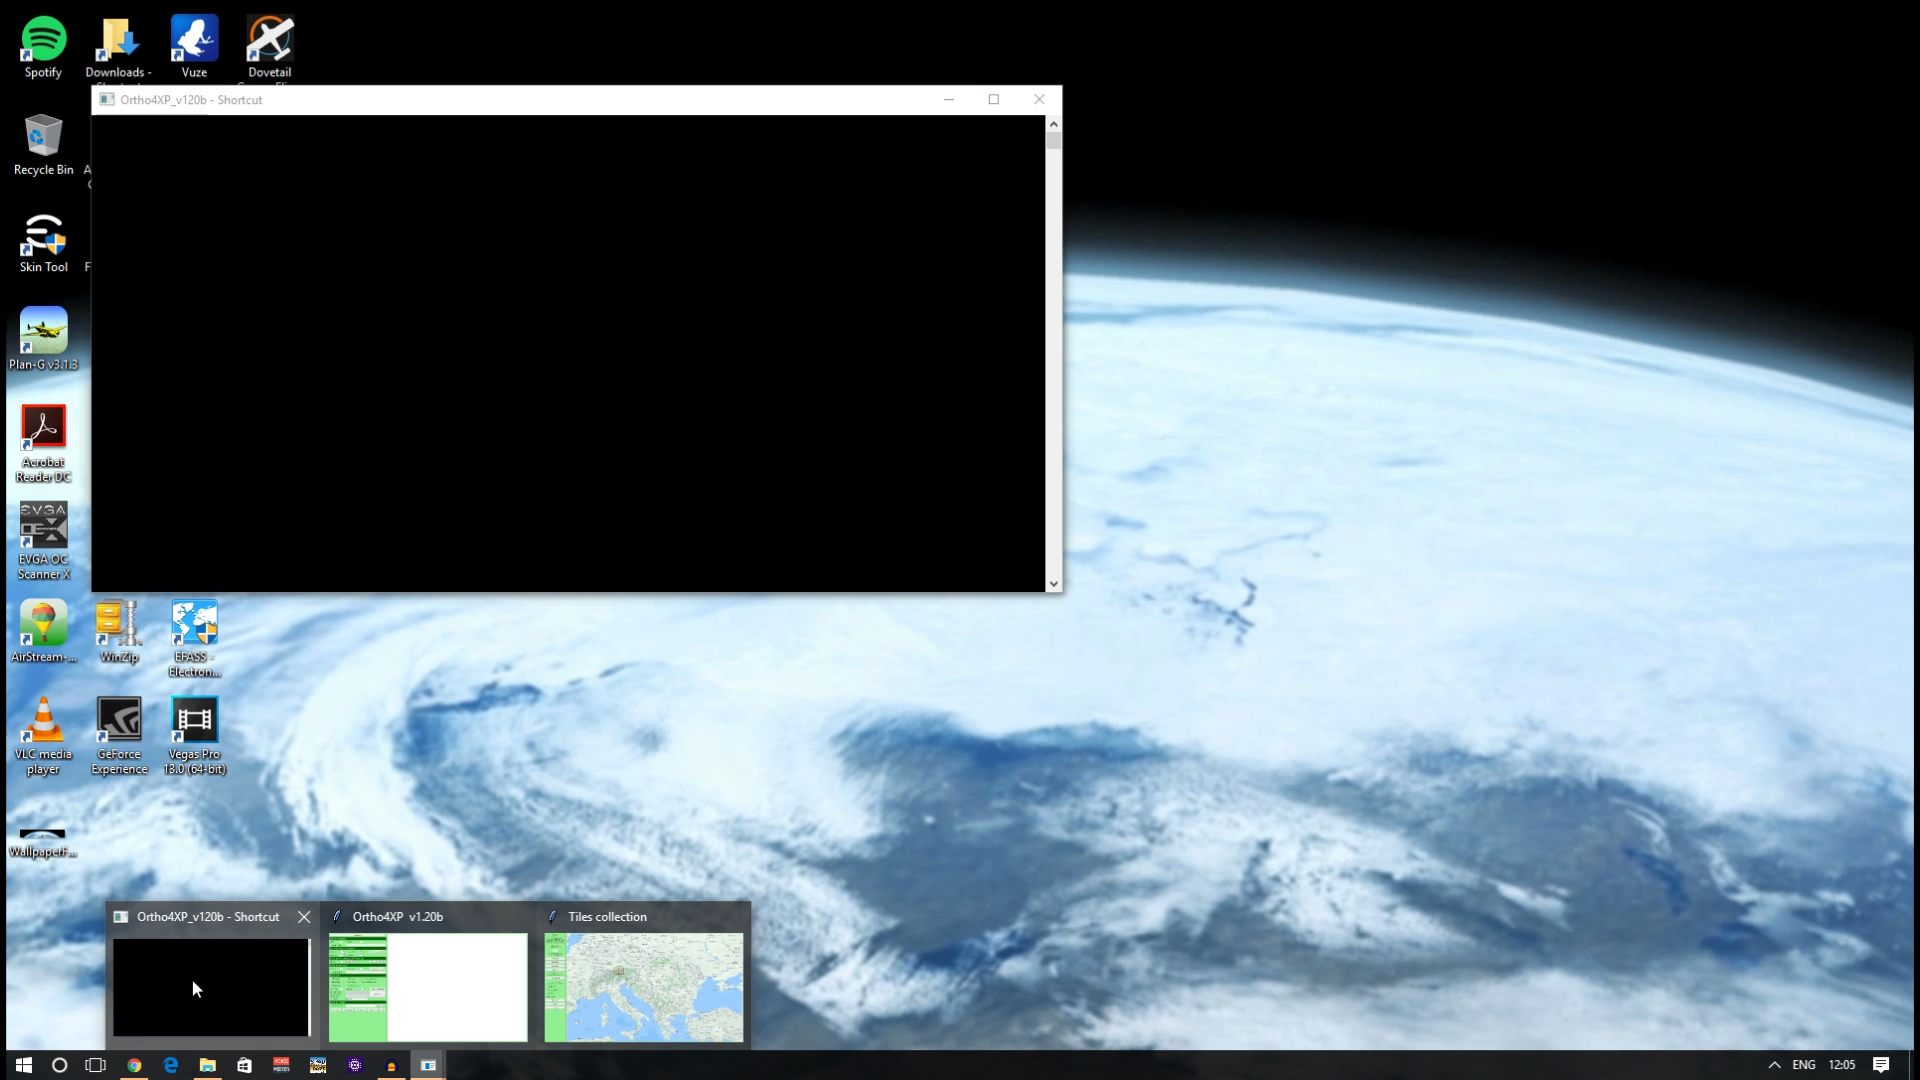 Spotify
Downloads -
Vuze
Dovetail
Ortho4XP_v120b - Shortcut
Recycle Bin
Skin Tool
Plan-G v3.1.3
Acrobat
Reader DC
EVGA
EVGA OC
Scanner X
AirStream-...
WinZip
EFASS -
Electron...
VLC media
player
GeForce
Experience
Vegas Pro
13.0 (64-bit)
WallpaperF...
Ortho4XP_v120b - Shortcut
Ortho4XP v1.20b
Tiles collection
ENG
12:05